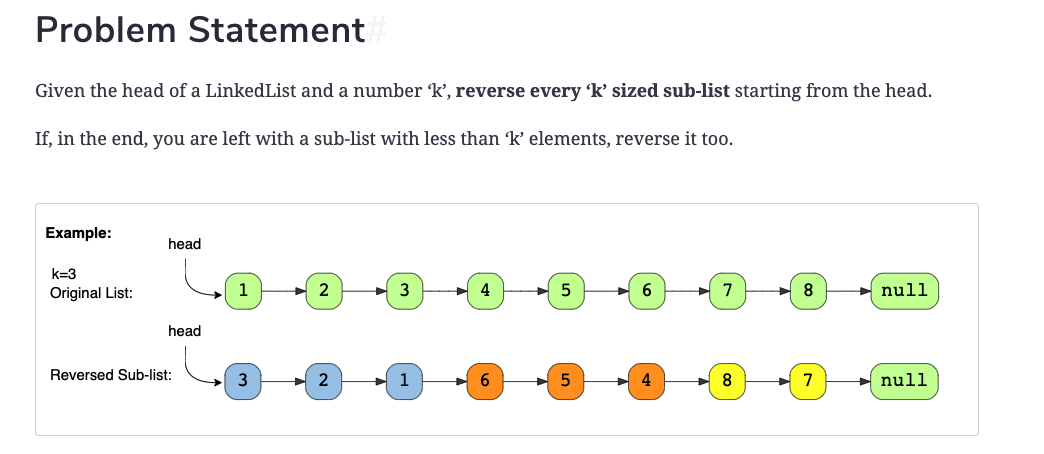 Problem Statement#
Given the head of a LinkedList and a number ‘k’, reverse every ‘k’ sized sub-list starting from the head.
If, in the end, you are left with a sub-list with less than ‘k’ elements, reverse it too.
Example:
head
k=3
Original List:
1 2 3 4 5 6 7 8 null
head
Reversed Sub-list:
3 2 1 6 5 4 8 7 null